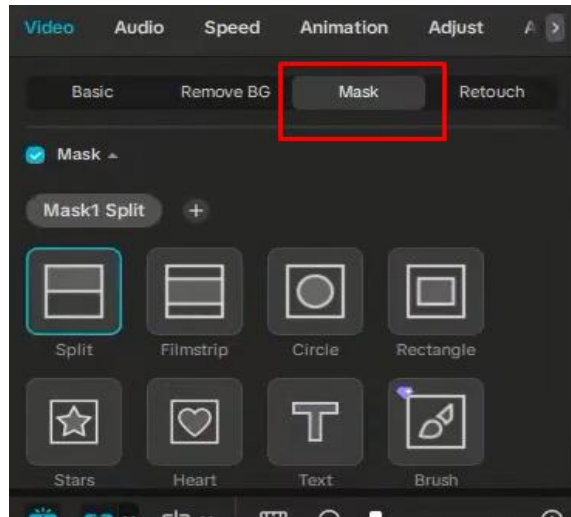 Video Audio Speed Animation Adjust
Basic Remove BG Mask Retouch
Mask
Mask1 Split +
Split Filmstrip Circle Rectangle
Stars Heart Text Brush